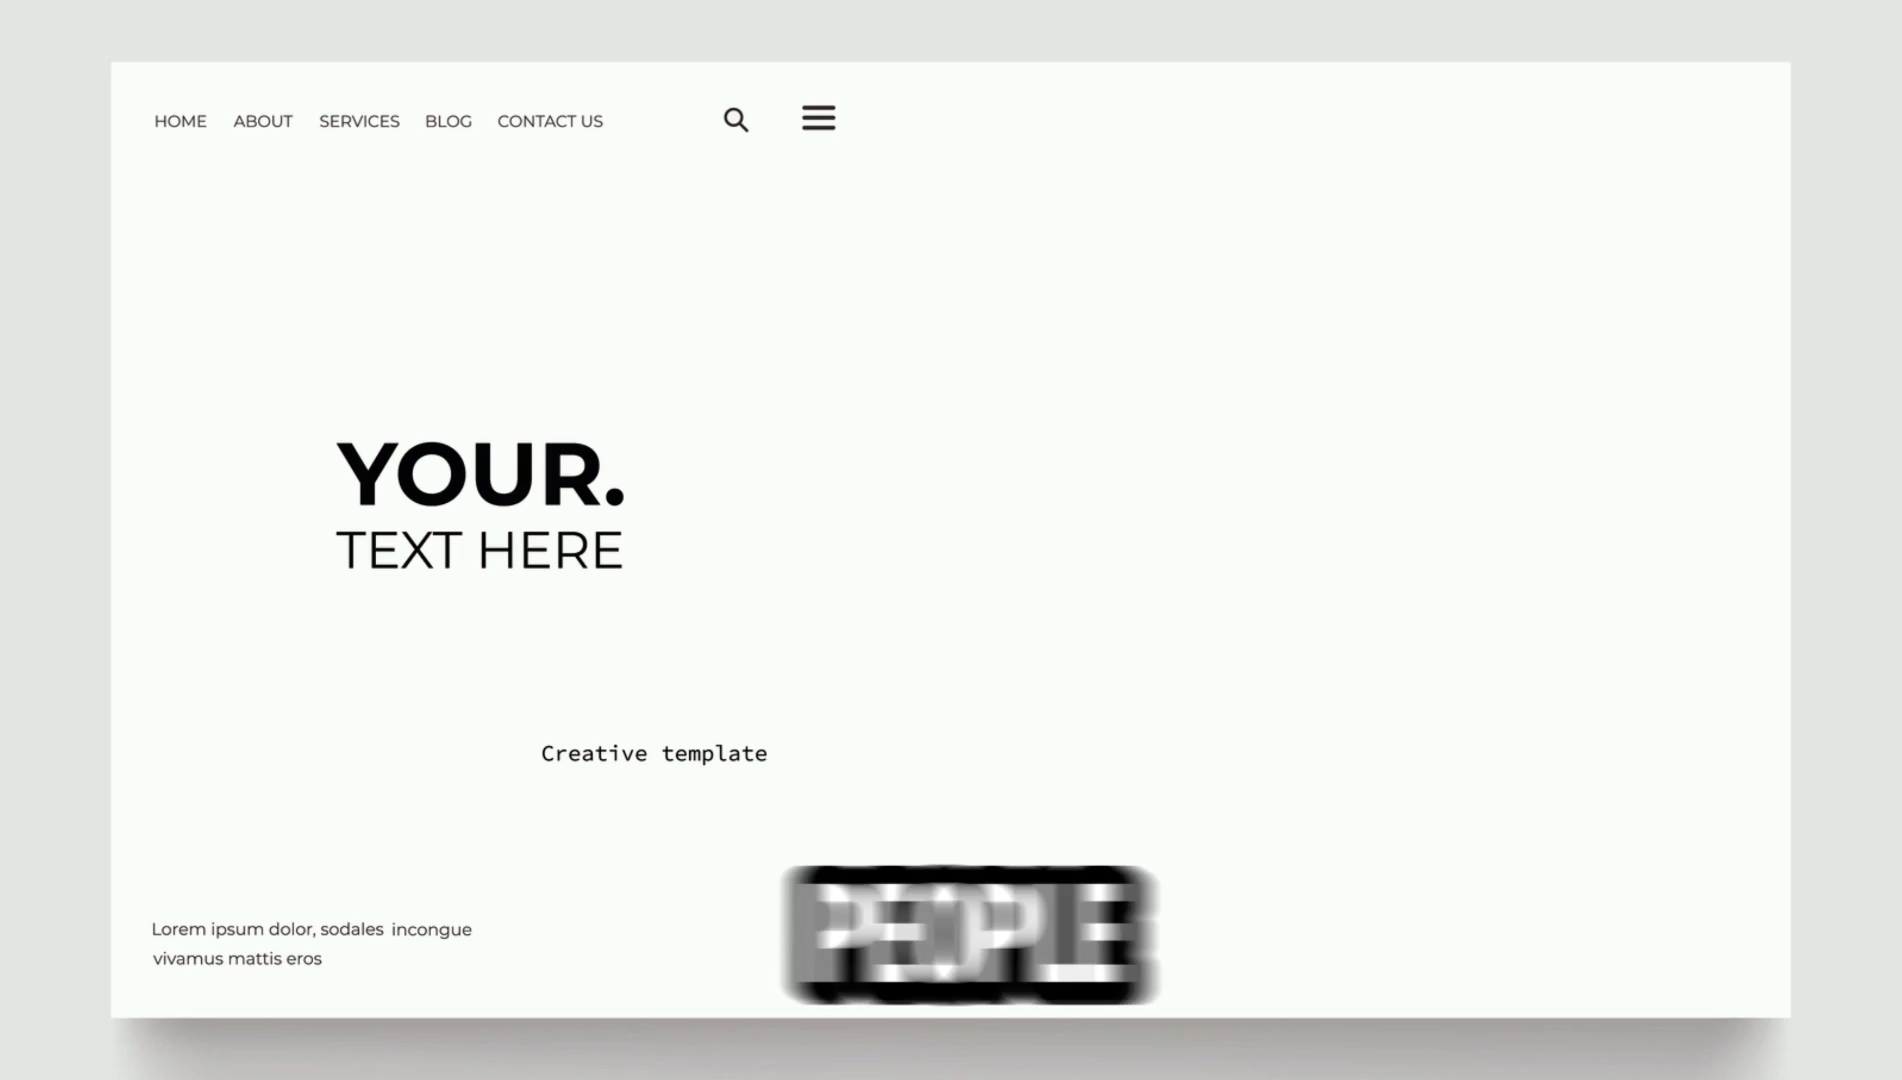 HOME ABOUT SERVICES BLOG CONTACT US
YOUR.
TEXT HERE
Creative template
Lorem ipsum dolor, sodales incongue
vivamus mattis eros
PEOPLE